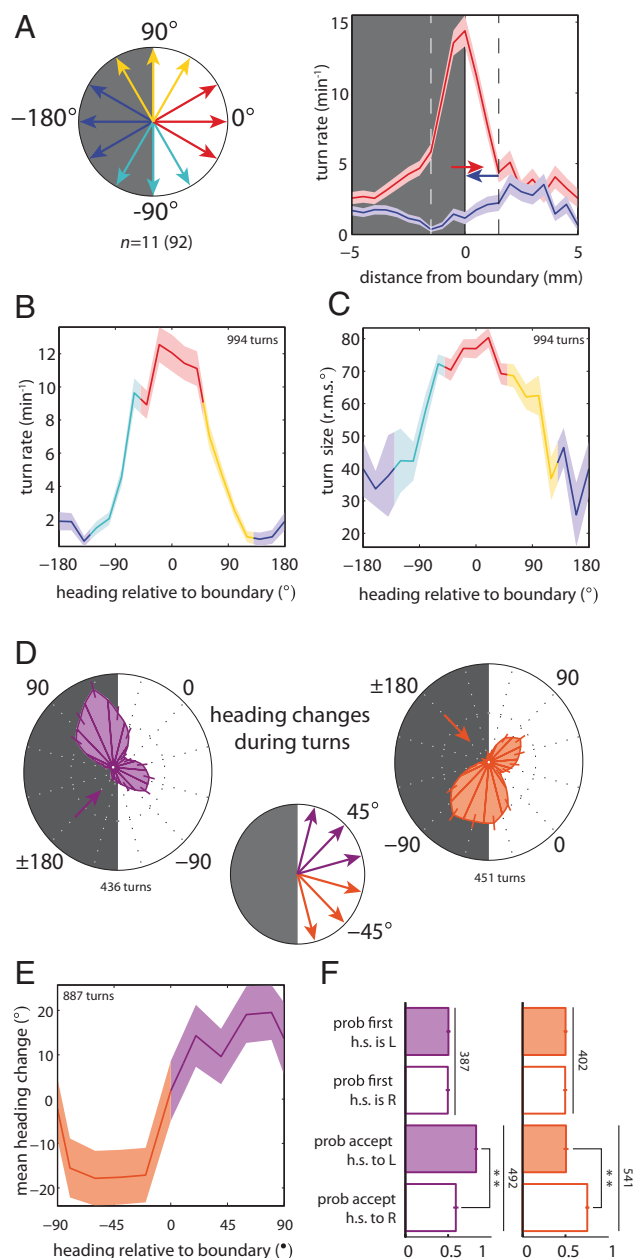 A
90°
−180°
0°
-90°
n=11 (92)
turn rate (min⁻¹)
15
10
5
0
-5
0
5
distance from boundary (mm)
B
994 turns
turn rate (min⁻¹)
12
10
8
6
4
2
−180
−90
0
90
180
heading relative to boundary (°)
C
994 turns
turn size (r.m.s.°)
80
70
60
50
40
30
20
-180
−90
0
90
180
heading relative to boundary (°)
D
90
0
±180
−90
436 turns
heading changes
during turns
45°
−45°
±180
90
−90
0
451 turns
E
887 turns
mean heading change (°)
20
10
0
−10
−20
−90
−45
0
45
90
heading relative to boundary (•)
F
prob first
h.s. is L
prob first
h.s. is R
prob accept
h.s. to L
prob accept
h.s. to R
387
**
492
0
0.5
1
402
**
541
0
0.5
1